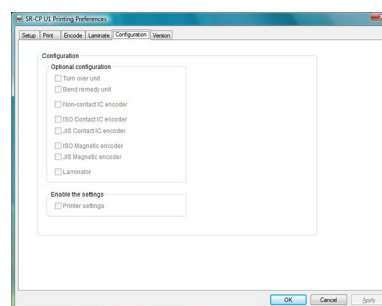 SR-CP U1 Printing Preferences
Setup Print Encode Laminate Configuration Version
Configuration
Optional configuration
Turn over unit
Bend remedy unit
Non-contact IC encoder
ISO Contact IC encoder
JIS Contact IC encoder
ISO Magnetic encoder
JIS Magnetic encoder
Laminator
Enable the settings
Printer settings
OK Cancel Apply